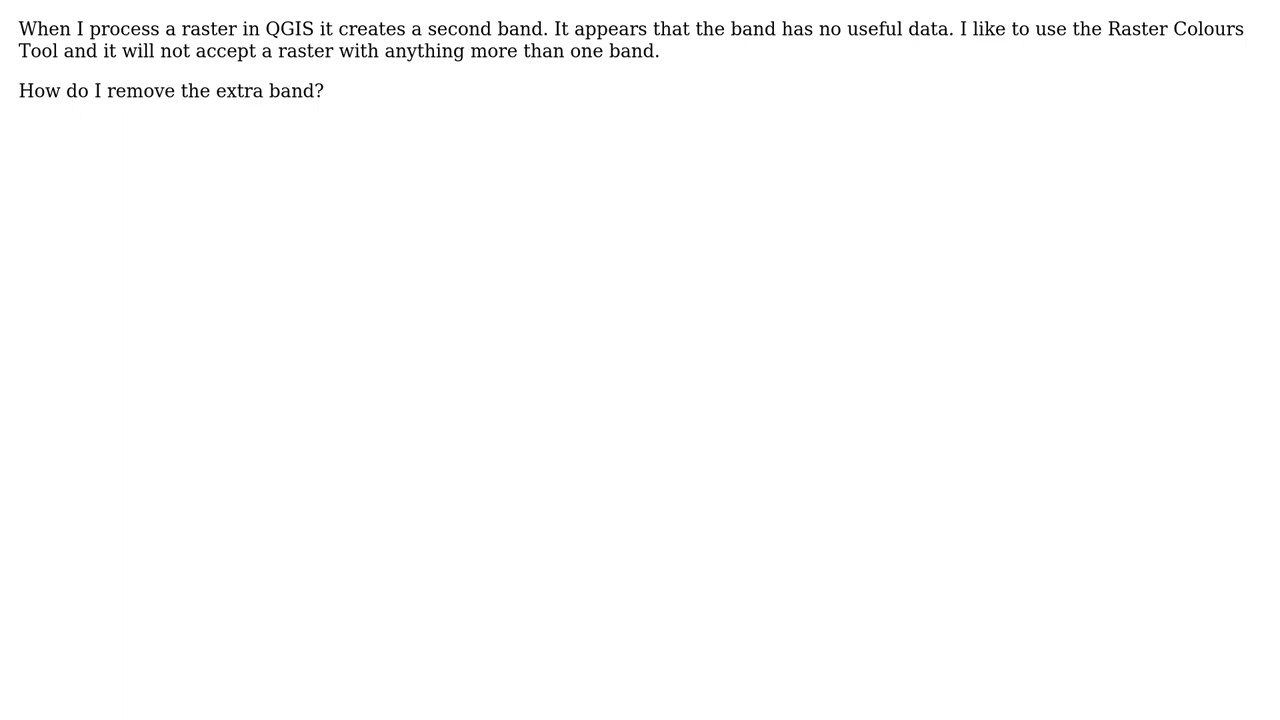 When I process a raster in QGIS it creates a second band. It appears that the band has no useful data. I like to use the Raster Colours
Tool and it will not accept a raster with anything more than one band.
How do I remove the extra band?